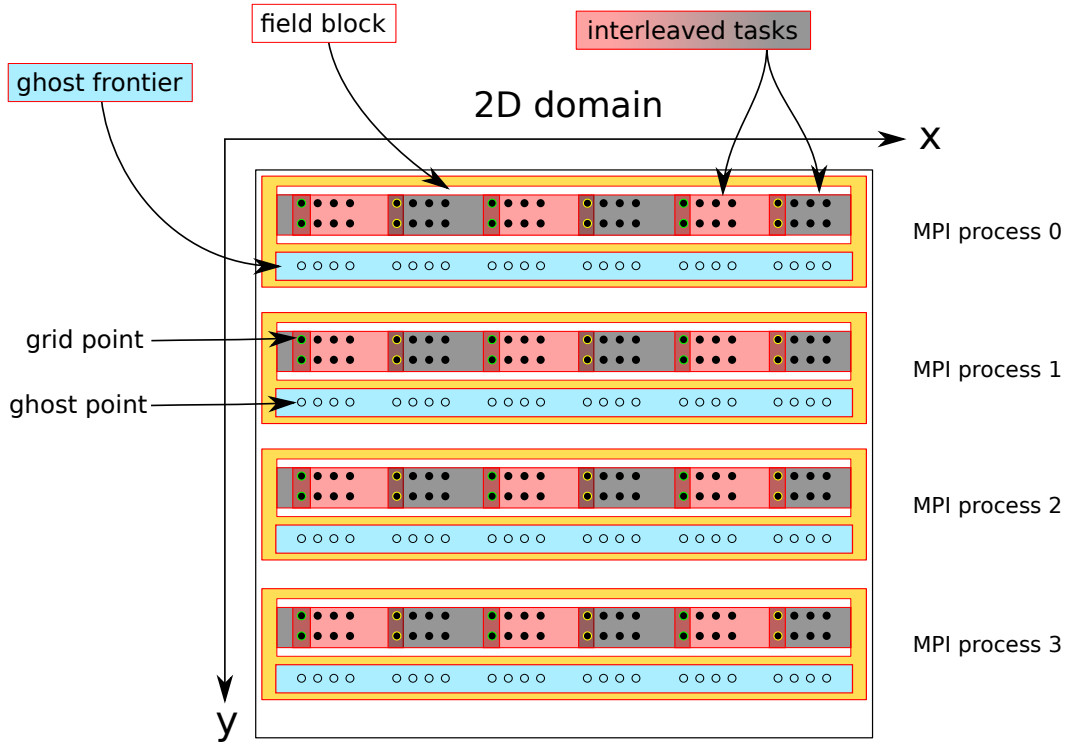 field block
interleaved tasks
ghost frontier
2D domain
x
MPI process 0
grid point
MPI process 1
ghost point
MPI process 2
MPI process 3
y